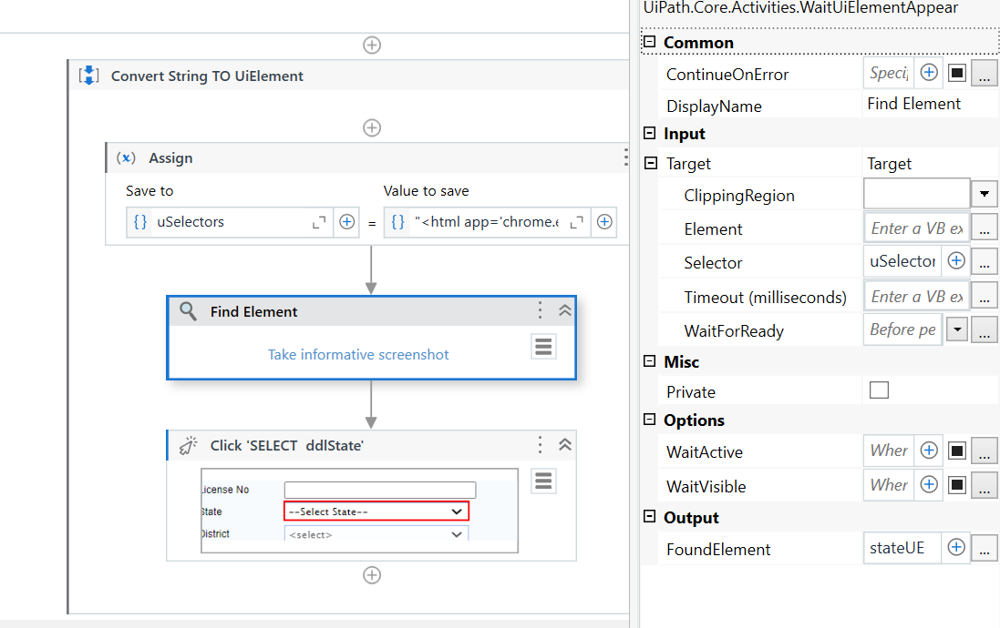 UiPath.Core.Activities.WaitUiElementAppear
Convert String TO UiElement
Assign
Save to
Value to save
uSelectors
=
"<html app='chrome.e
Find Element
Take informative screenshot
Click 'SELECT ddlState'
License No
State
--Select State--
District
<select>
Common
ContinueOnError
Specif
...
DisplayName
Find Element
Input
Target
Target
ClippingRegion
Element
Enter a VB ex
...
Selector
uSelector
...
Timeout (milliseconds)
Enter a VB ex
...
WaitForReady
Before pe
...
Misc
Private
Options
WaitActive
When
...
WaitVisible
When
...
Output
FoundElement
stateUE
...